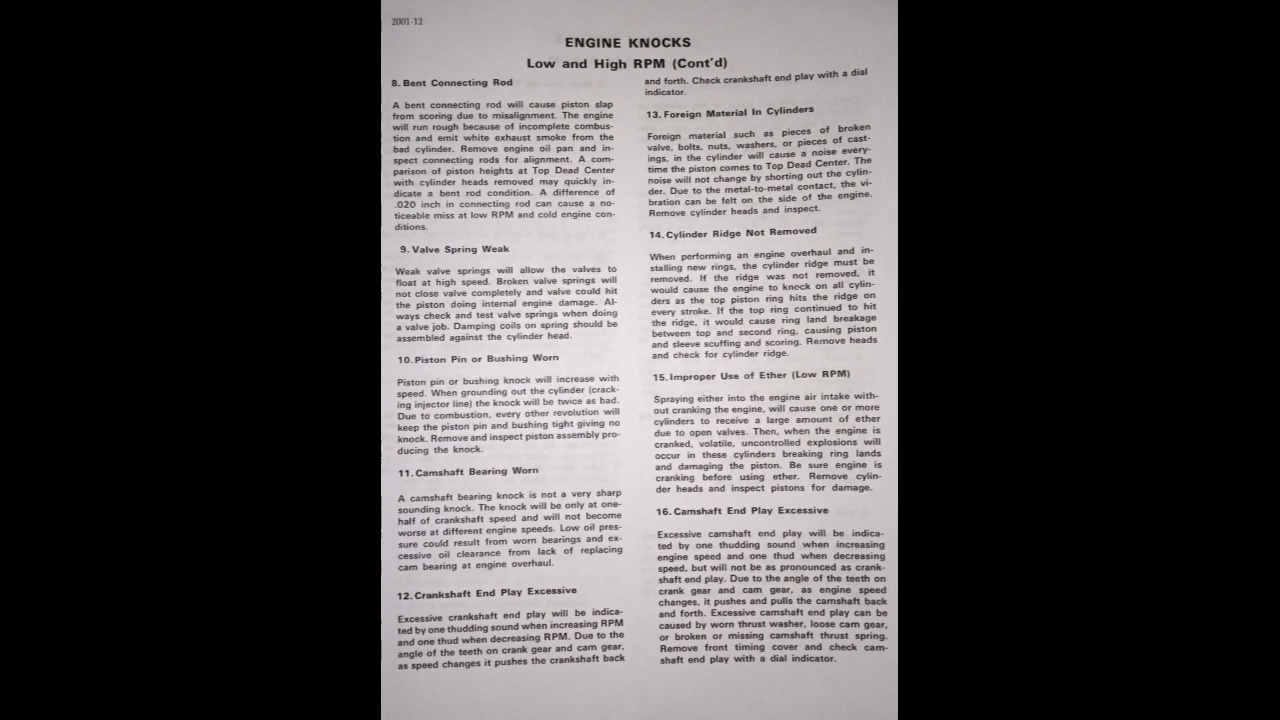 2001-12
ENGINE KNOCKS
Low and High RPM (Cont'd)
8. Bent Connecting Rod
A bent connecting rod will cause piston slap
from scoring due to misalignment. The engine
will run rough because of incomplete combus-
tion and emit white exhaust smoke from the
bad cylinder. Remove engine oil pan and in-
spect connecting rods for alignment. A com-
parison of piston heights at Top Dead Center
with cylinder heads removed may quickly in-
dicate a bent rod condition. A difference of
.020 inch in connecting rod can cause a no-
ticeable miss at low RPM and cold engine con-
ditions.
9. Valve Spring Weak
Weak valve springs will allow the valves to
float at high speed. Broken valve springs will
not close valve completely and valve could hit
the piston doing internal engine damage. Al-
ways check and test valve springs when doing
a valve job. Damping coils on spring should be
assembled against the cylinder head.
10. Piston Pin or Bushing Worn
Piston pin or bushing knock will increase with
speed. When grounding out the cylinder (crack-
ing injector line) the knock will be twice as bad.
Due to combustion, every other revolution will
keep the piston pin and bushing tight giving no
knock. Remove and inspect piston assembly pro-
ducing the knock.
11. Camshaft Bearing Worn
A camshaft bearing knock is not a very sharp
sounding knock. The knock will be only at one-
half of crankshaft speed and will not become
worse at different engine speeds. Low oil pres-
sure could result from worn bearings and ex-
cessive oil clearance from lack of replacing
cam bearing at engine overhaul.
12. Crankshaft End Play Excessive
Excessive crankshaft end play will be indica-
ted by one thudding sound when increasing RPM
and one thud when decreasing RPM. Due to the
angle of the teeth on crank gear and cam gear,
as speed changes it pushes the crankshaft back
and forth. Check crankshaft end play with a dial
indicator.
13. Foreign Material In Cylinders
Foreign material such as pieces of broken
valve, bolts, nuts, washers, or pieces of cast-
ings, in the cylinder will cause a noise every-
time the piston comes to Top Dead Center. The
noise will not change by shorting out the cylin-
der. Due to the metal-to-metal contact, the vi-
bration can be felt on the side of the engine.
Remove cylinder heads and inspect.
14. Cylinder Ridge Not Removed
When performing an engine overhaul and in-
stalling new rings, the cylinder ridge must be
removed. If the ridge was not removed, it
would cause the engine to knock on all cylin-
ders as the top piston ring hits the ridge on
every stroke. If the top ring continued to hit
the ridge, it would cause ring land breakage
between top and second ring, causing piston
and sleeve scuffing and scoring. Remove heads
and check for cylinder ridge.
15. Improper Use of Ether (Low RPM)
Spraying either into the engine air intake with-
out cranking the engine, will cause one or more
cylinders to receive a large amount of ether
due to open valves. Then, when the engine is
cranked, volatile, uncontrolled explosions will
occur in these cylinders breaking ring lands
and damaging the piston. Be sure engine is
cranking before using ether. Remove cylin-
der heads and inspect pistons for damage.
16. Camshaft End Play Excessive
Excessive camshaft end play will be indica-
ted by one thudding sound when increasing
engine speed and one thud when decreasing
speed, but will not be as pronounced as crank-
shaft end play. Due to the angle of the teeth on
crank gear and cam gear, as engine speed
changes, it pushes and pulls the camshaft back
and forth. Excessive camshaft end play can be
caused by worn thrust washer, loose cam gear,
or broken or missing camshaft thrust spring.
Remove front timing cover and check cam-
shaft end play with a dial indicator.